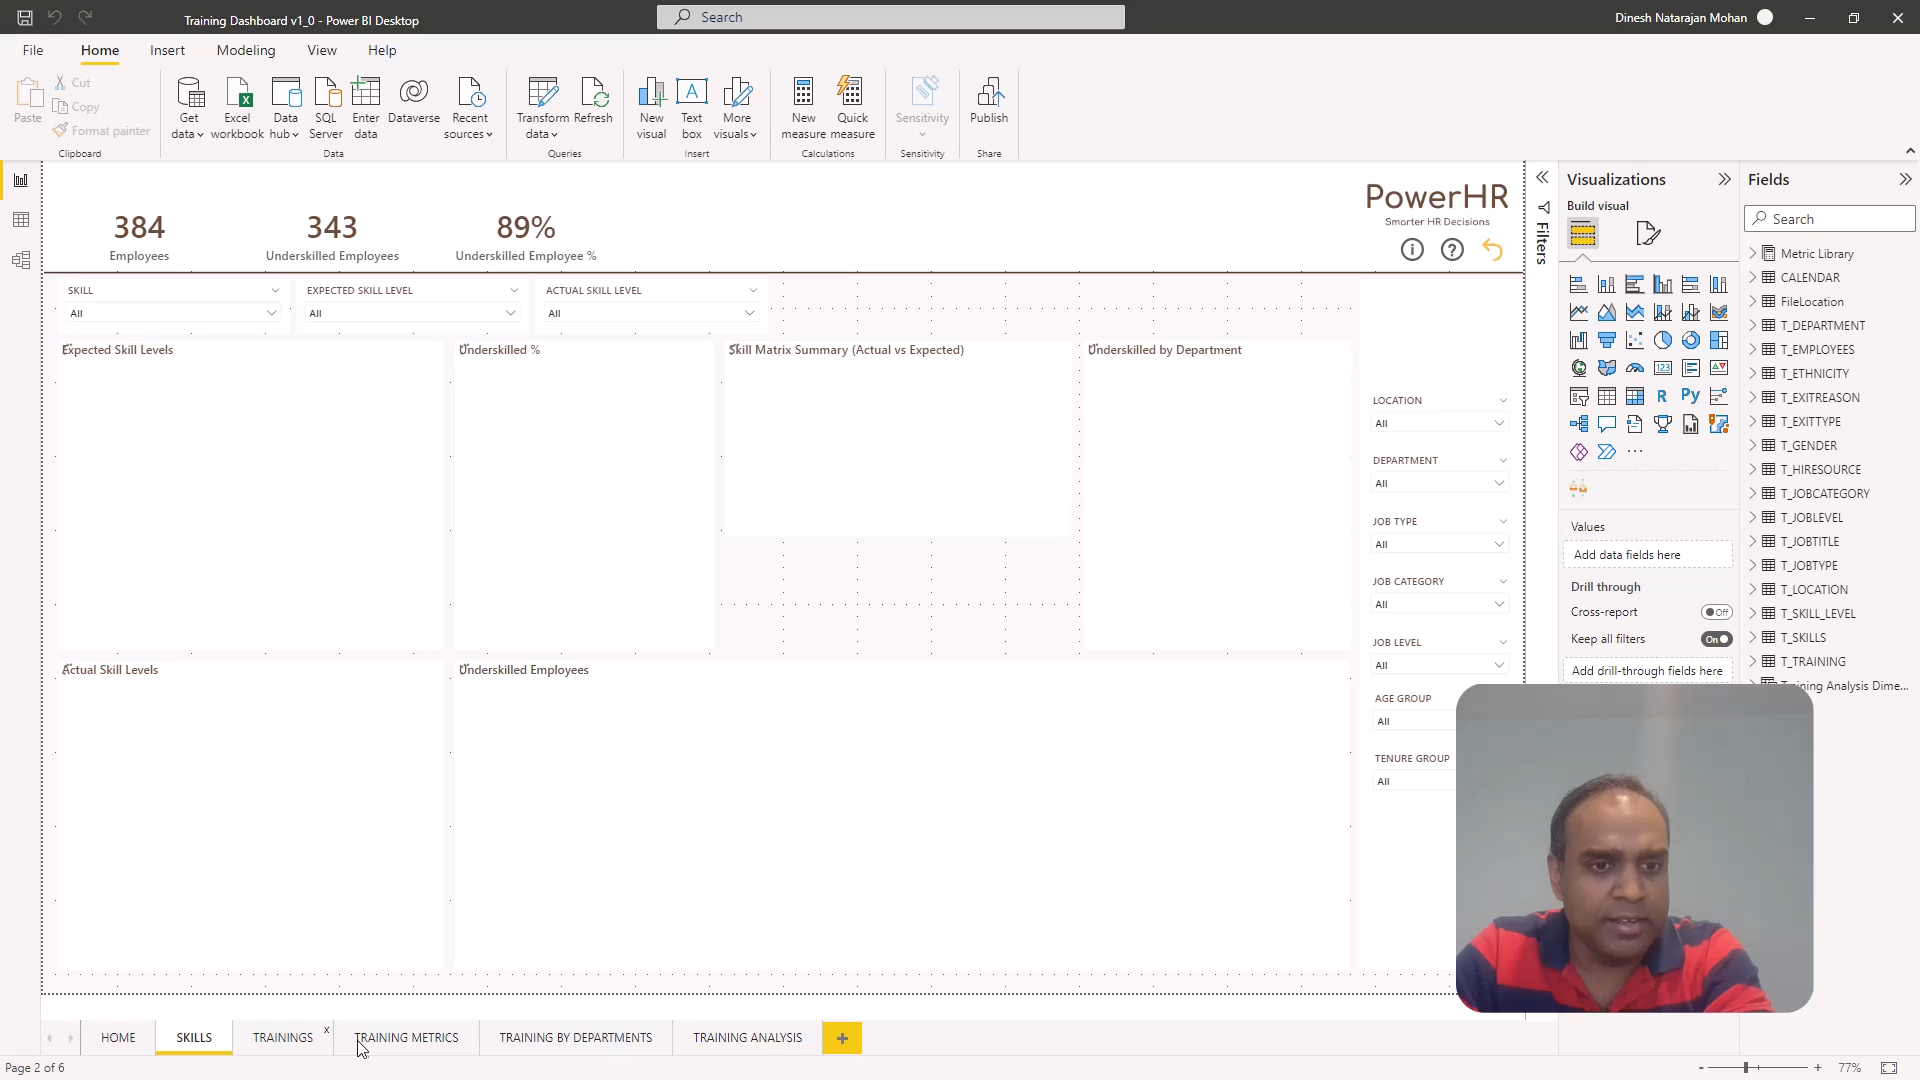 Training Dashboard v1_0 - Power BI Desktop
Search
Dinesh Natarajan Mohan
File
Home
Insert
Modeling
View
Help
Paste
Cut
Copy
Format painter
Clipboard
Get data
Excel workbook
Data hub
SQL Server
Enter data
Dataverse
Recent sources
Data
Transform data
Refresh
Queries
New visual
Text box
More visuals
Insert
New measure
Quick measure
Calculations
Sensitivity
Sensitivity
Publish
Share
384
Employees
343
Underskilled Employees
89%
Underskilled Employee %
PowerHR
Smarter HR Decisions
SKILL
All
EXPECTED SKILL LEVEL
All
ACTUAL SKILL LEVEL
All
Expected Skill Levels
Underskilled %
Skill Matrix Summary (Actual vs Expected)
Underskilled by Department
Actual Skill Levels
Underskilled Employees
LOCATION
All
DEPARTMENT
All
JOB TYPE
All
JOB CATEGORY
All
JOB LEVEL
All
AGE GROUP
All
TENURE GROUP
All
Filters
Visualizations
Build visual
123
R
Py
Values
Add data fields here
Drill through
Cross-report
Off
Keep all filters
On
Add drill-through fields here
Fields
Search
Metric Library
CALENDAR
FileLocation
T_DEPARTMENT
T_EMPLOYEES
T_ETHNICITY
T_EXITREASON
T_EXITTYPE
T_GENDER
T_HIRESOURCE
T_JOBCATEGORY
T_JOBLEVEL
T_JOBTITLE
T_JOBTYPE
T_LOCATION
T_SKILL_LEVEL
T_SKILLS
T_TRAINING
Training Analysis Dime...
HOME
SKILLS
TRAININGS
x
TRAINING METRICS
TRAINING BY DEPARTMENTS
TRAINING ANALYSIS
+
Page 2 of 6
- + 77%